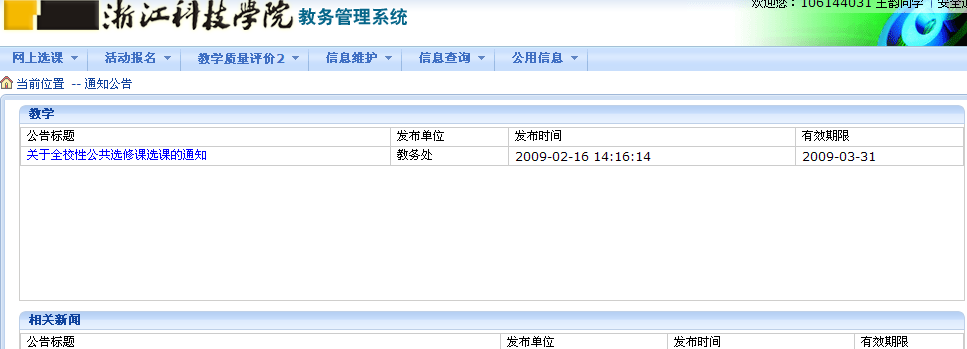 浙江科技学院 教务管理系统
欢迎您：106144031 王韵同学 | 安全
网上选课 活动报名 教学质量评价2 信息维护 信息查询 公用信息
当前位置 -- 通知公告
教学
公告标题 发布单位 发布时间 有效期限
关于全校性公共选修课选课的通知 教务处 2009-02-16 14:16:14 2009-03-31
相关新闻
公告标题 发布单位 发布时间 有效期限